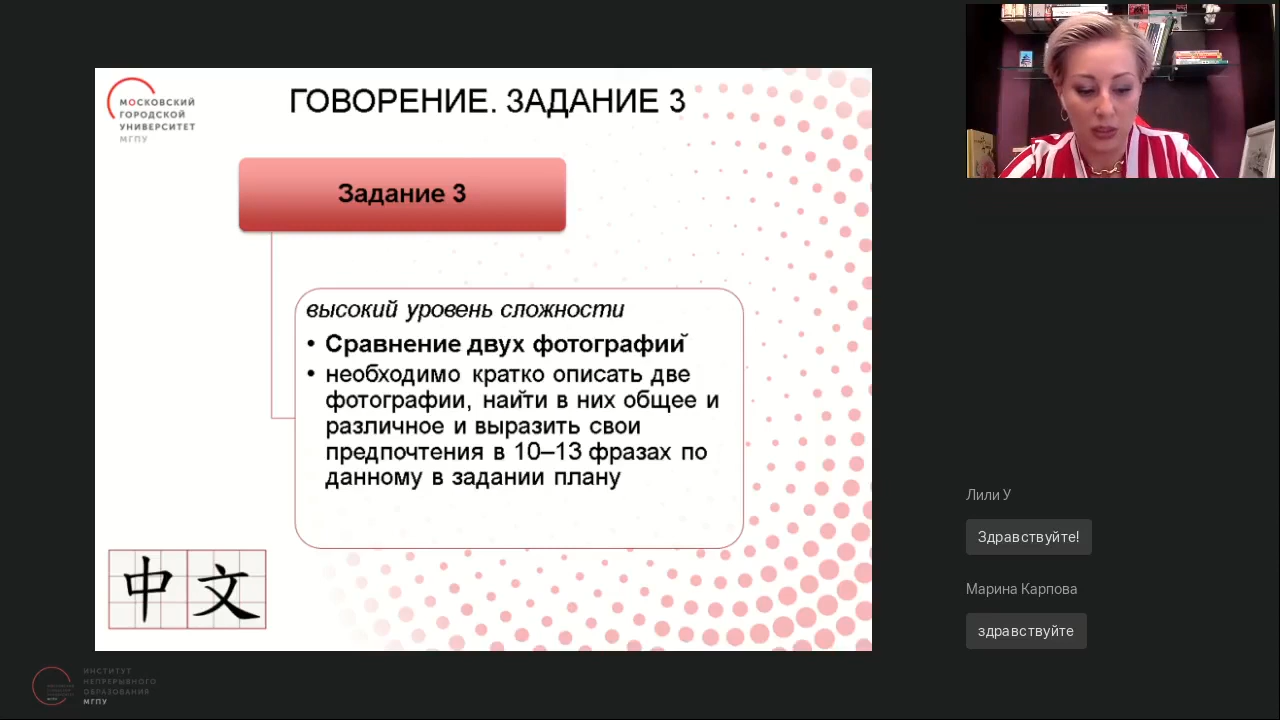 МОСКОВСКИЙ
ГОРОДСКОЙ
УНИВЕРСИТЕТ
МГПУ
ГОВОРЕНИЕ. ЗАДАНИЕ 3
Задание 3
высокий уровень сложности
• Сравнение двух фотографий
• необходимо кратко описать две
фотографии, найти в них общее и
различное и выразить свои
предпочтения в 10–13 фразах по
данному в задании плану
中文
Лили У
Здравствуйте!
Марина Карпова
здравствуйте
ИНСТИТУТ
НЕПРЕРЫВНОГО
ОБРАЗОВАНИЯ
МГПУ